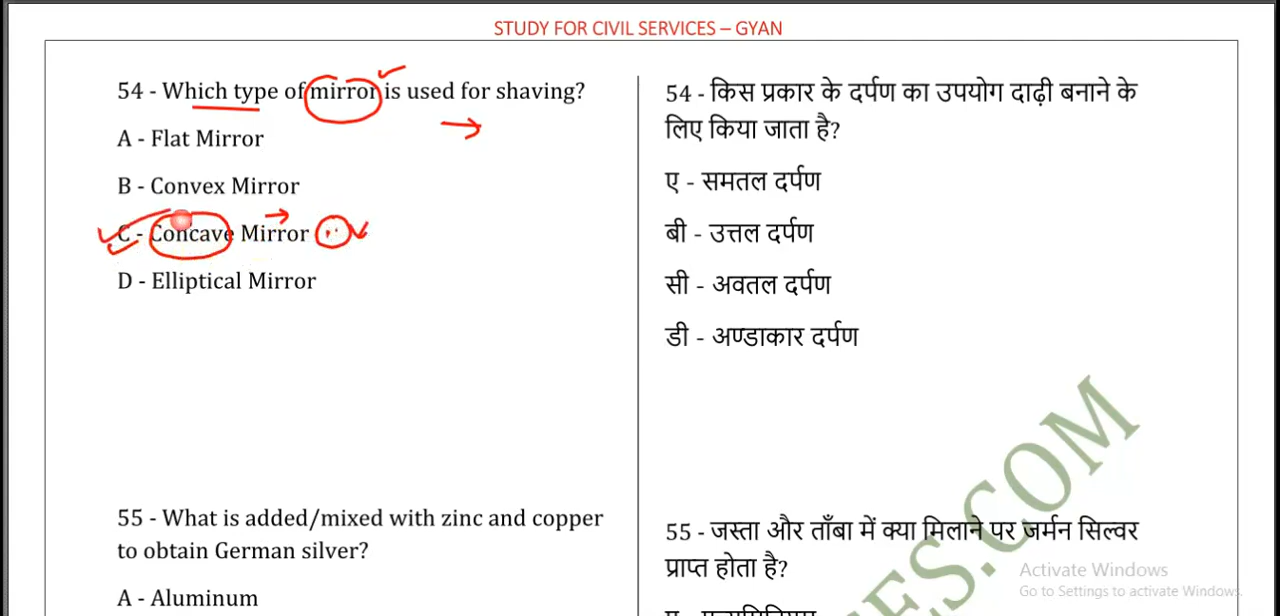 STUDY FOR CIVIL SERVICES – GYAN
54 - Which type of mirror is used for shaving?
A - Flat Mirror
B - Convex Mirror
C - Concave Mirror
D - Elliptical Mirror
55 - What is added/mixed with zinc and copper
to obtain German silver?
A - Aluminum
54 - किस प्रकार के दर्पण का उपयोग दाढ़ी बनाने के
लिए किया जाता है?
ए - समतल दर्पण
बी - उत्तल दर्पण
सी - अवतल दर्पण
डी - अण्डाकार दर्पण
55 - जस्ता और ताँबा में क्या मिलाने पर जर्मन सिल्वर
प्राप्त होता है?
ES.COM
Activate Windows
Go to Settings to activate Windows.